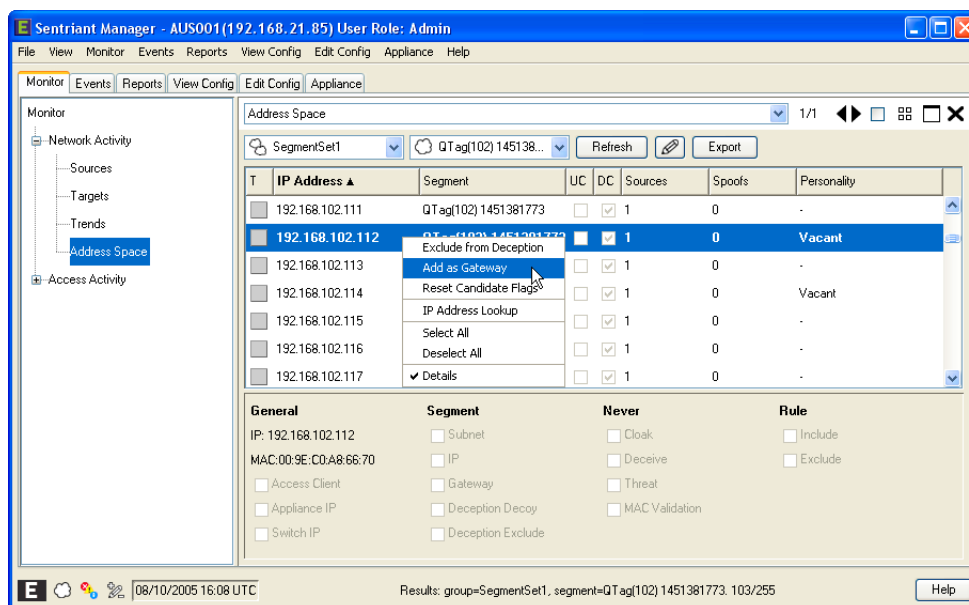 E Sentriant Manager - AUS001(192.168.21.85) User Role: Admin
File View Monitor Events Reports View Config Edit Config Appliance Help
Monitor Events Reports View Config Edit Config Appliance
Monitor
Network Activity
Sources
Targets
Trends
Address Space
Access Activity
Address Space 1/1
SegmentSet1 QTag(102) 145138... Refresh Export
T IP Address Segment UC DC Sources Spoofs Personality
192.168.102.111 QTag(102) 1451381773 1 0 -
192.168.102.112 QTag(102) 1451381773 1 0 Vacant
192.168.102.113 1 0 -
192.168.102.114 1 0 Vacant
192.168.102.115 1 0 -
192.168.102.116 1 0 -
192.168.102.117 1 0 -
Exclude from Deception
Add as Gateway
Reset Candidate Flags
IP Address Lookup
Select All
Deselect All
Details
General Segment Never Rule
IP: 192.168.102.112 Subnet Cloak Include
MAC:00:9E:C0:A8:66:70 IP Deceive Exclude
Access Client Gateway Threat
Appliance IP Deception Decoy MAC Validation
Switch IP Deception Exclude
E 08/10/2005 16:08 UTC Results: group=SegmentSet1, segment=QTag(102) 1451381773. 103/255 Help